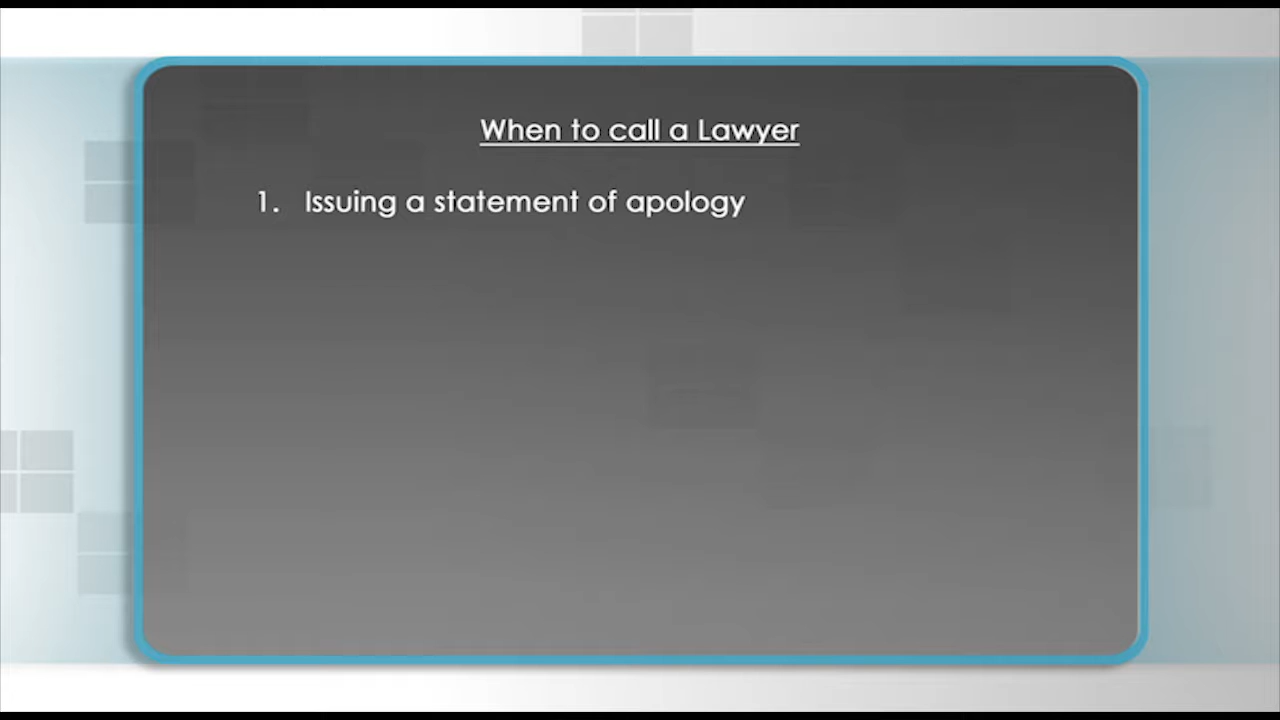 When to call a Lawyer
1. Issuing a statement of apology